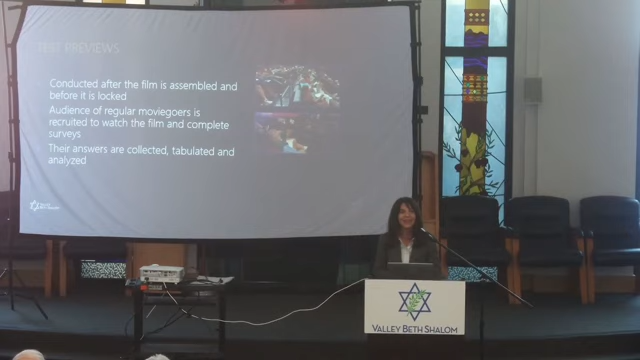 TEST PREVIEWS
Conducted after the film is assembled and
before it is locked
Audience of regular moviegoers is
recruited to watch the film and complete
surveys
Their answers are collected, tabulated and
analyzed
VALLEY BETH SHALOM